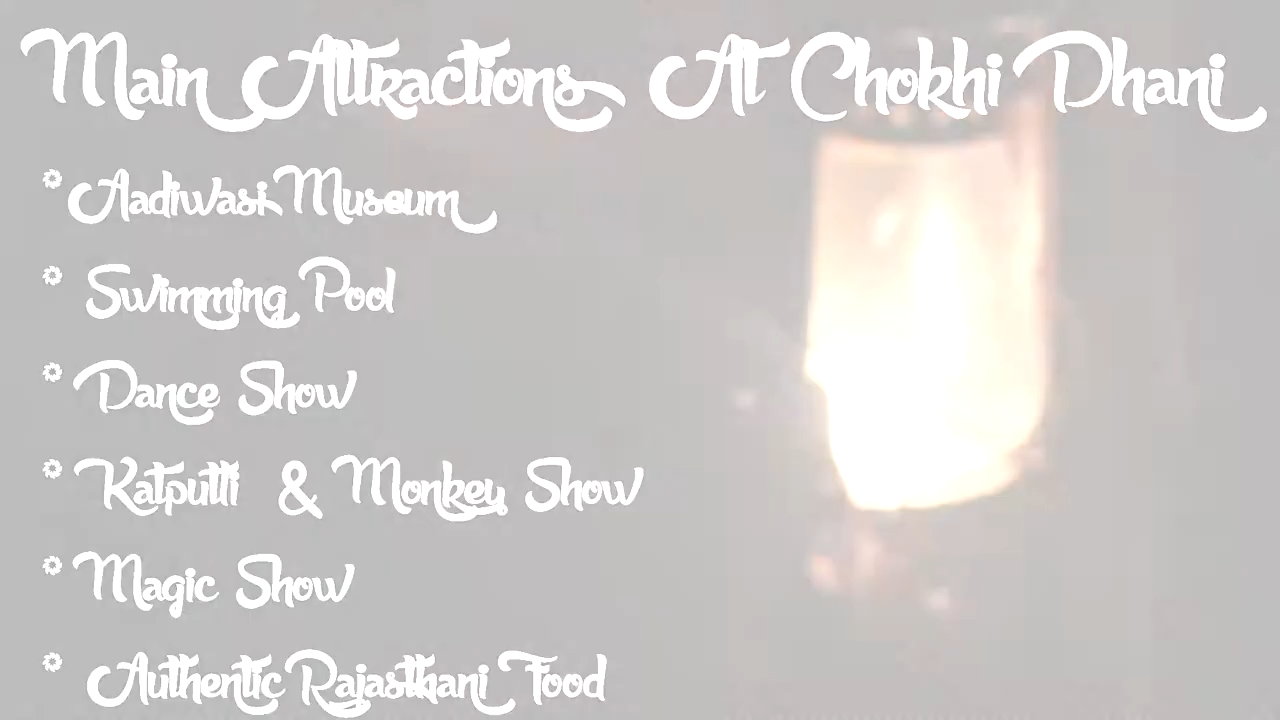 Main Attractions At Chokhi Dhani
* Aadiwasi Museum
* Swimming Pool
* Dance Show
* Katputli & Monkey Show
* Magic Show
* Authentic Rajasthani Food